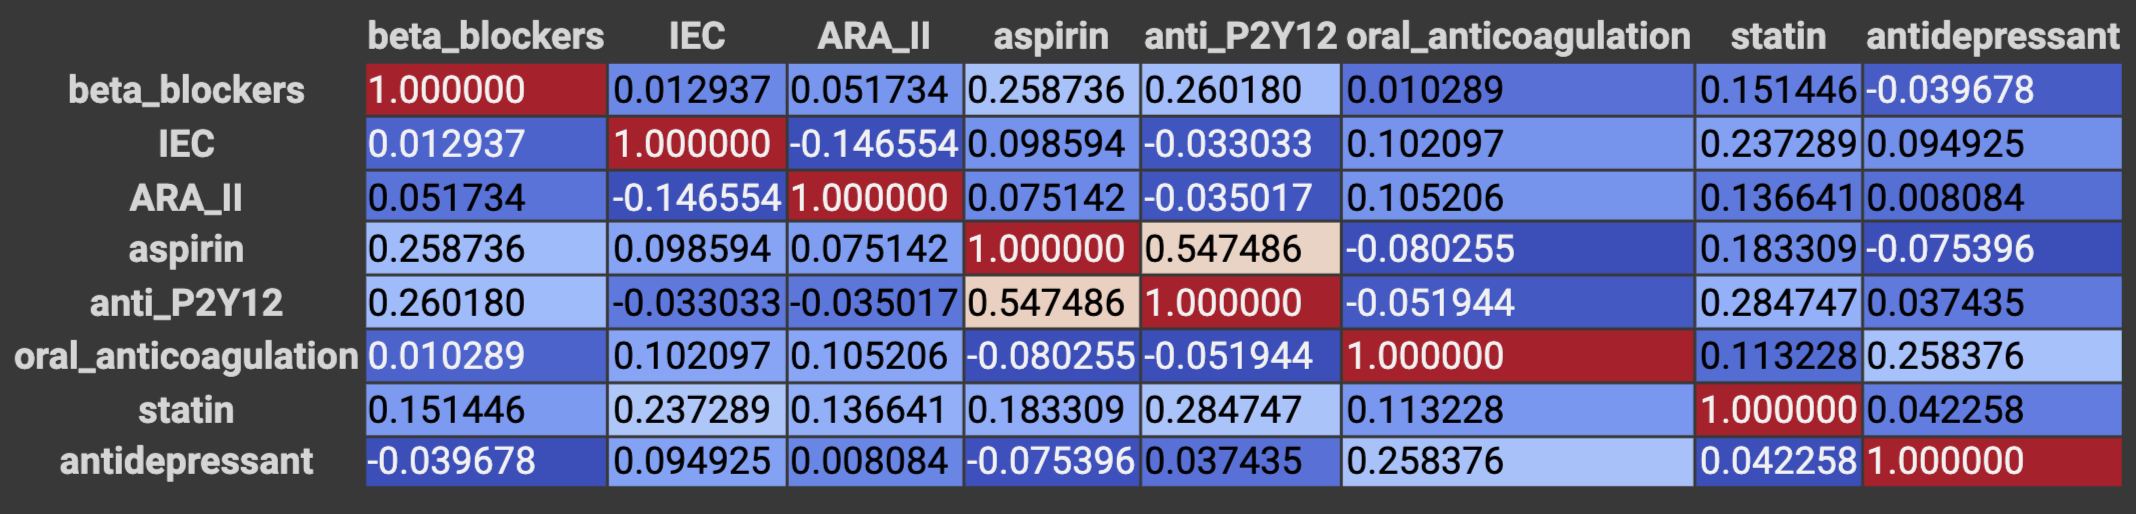 beta_blockers IEC ARA_II aspirin anti_P2Y12 oral_anticoagulation statin antidepressant
beta_blockers 1.000000 0.012937 0.051734 0.258736 0.260180 0.010289 0.151446 -0.039678
IEC 0.012937 1.000000 -0.146554 0.098594 -0.033033 0.102097 0.237289 0.094925
ARA_II 0.051734 -0.146554 1.000000 0.075142 -0.035017 0.105206 0.136641 0.008084
aspirin 0.258736 0.098594 0.075142 1.000000 0.547486 -0.080255 0.183309 -0.075396
anti_P2Y12 0.260180 -0.033033 -0.035017 0.547486 1.000000 -0.051944 0.284747 0.037435
oral_anticoagulation 0.010289 0.102097 0.105206 -0.080255 -0.051944 1.000000 0.113228 0.258376
statin 0.151446 0.237289 0.136641 0.183309 0.284747 0.113228 1.000000 0.042258
antidepressant -0.039678 0.094925 0.008084 -0.075396 0.037435 0.258376 0.042258 1.000000